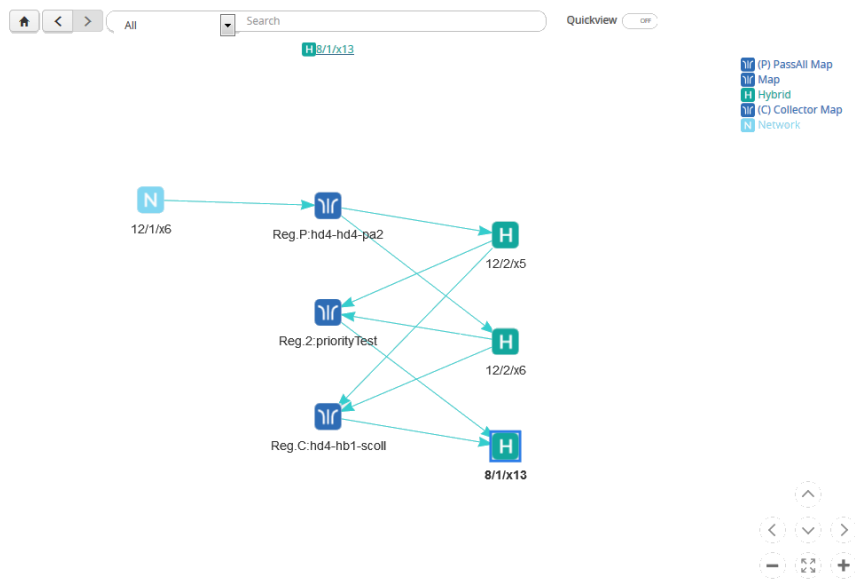 All
Search
Quickview
OFF
H 8/1/x13
(P) PassAll Map
Map
H Hybrid
(C) Collector Map
N Network
N
12/1/x6
Reg.P:hd4-hd4-pa2
H
12/2/x5
Reg.2:priorityTest
H
12/2/x6
Reg.C:hd4-hb1-scoll
H
8/1/x13